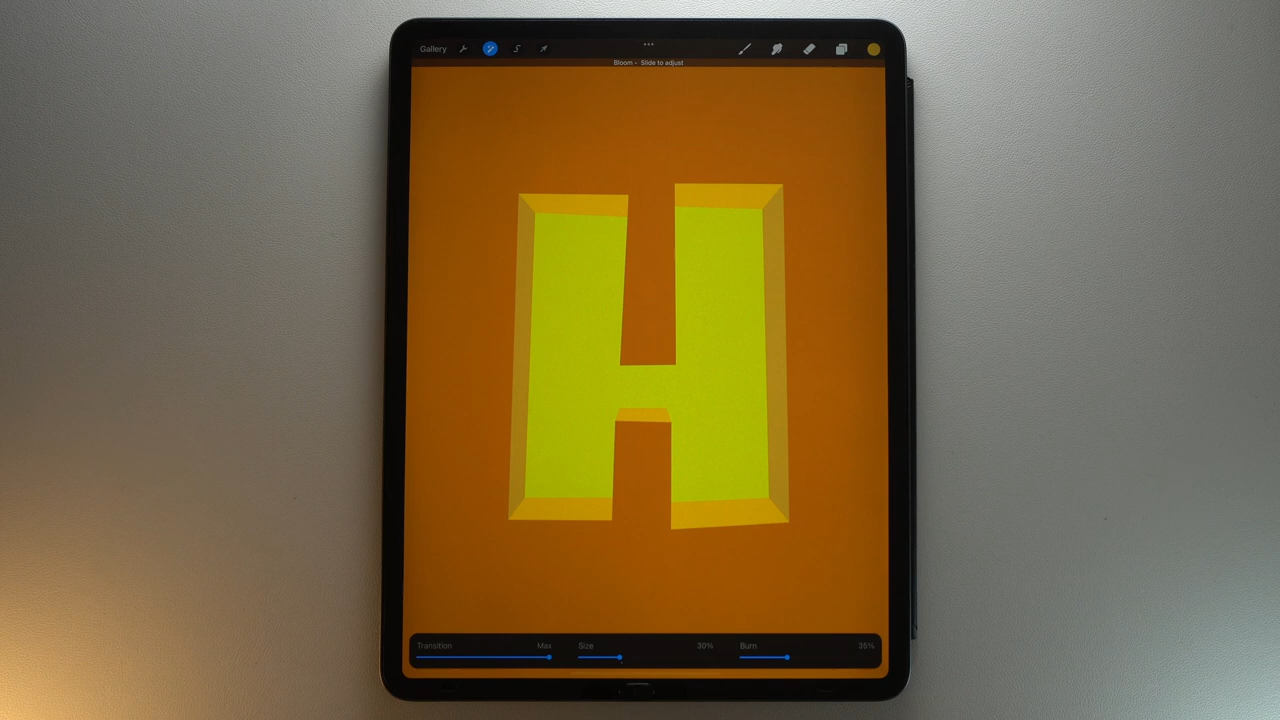 Gallery
Bloom - Slide to adjust
H
Transition Max Size 30% Burn 35%